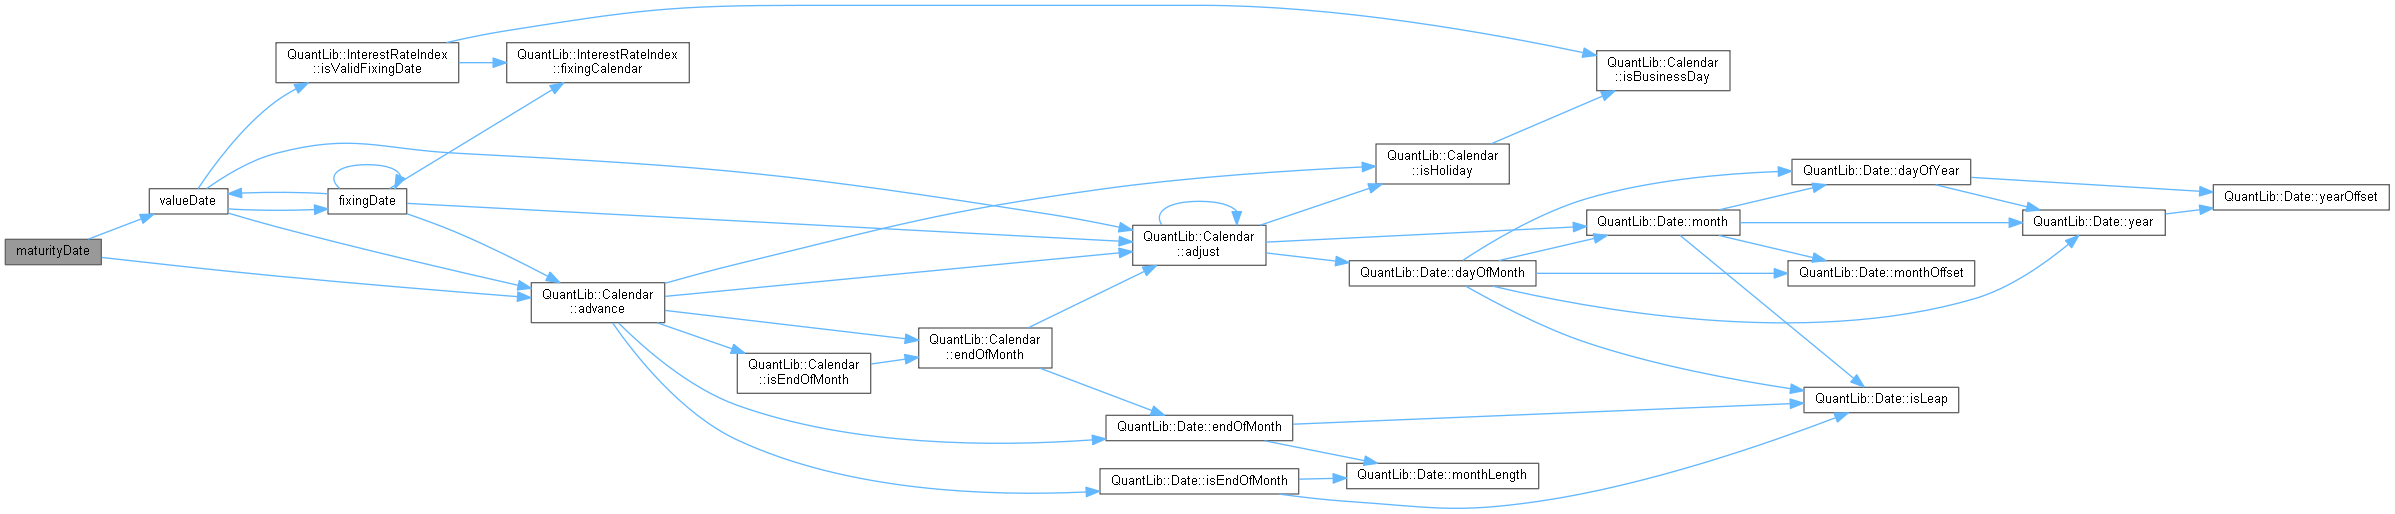 maturityDate
valueDate
QuantLib::InterestRateIndex
::isValidFixingDate
fixingDate
QuantLib::InterestRateIndex
::fixingCalendar
QuantLib::Calendar
::advance
QuantLib::Calendar
::isEndOfMonth
QuantLib::Calendar
::endOfMonth
QuantLib::Calendar
::adjust
QuantLib::Date::endOfMonth
QuantLib::Date::isEndOfMonth
QuantLib::Calendar
::isHoliday
QuantLib::Date::dayOfMonth
QuantLib::Date::monthLength
QuantLib::Calendar
::isBusinessDay
QuantLib::Date::month
QuantLib::Date::dayOfYear
QuantLib::Date::monthOffset
QuantLib::Date::isLeap
QuantLib::Date::year
QuantLib::Date::yearOffset